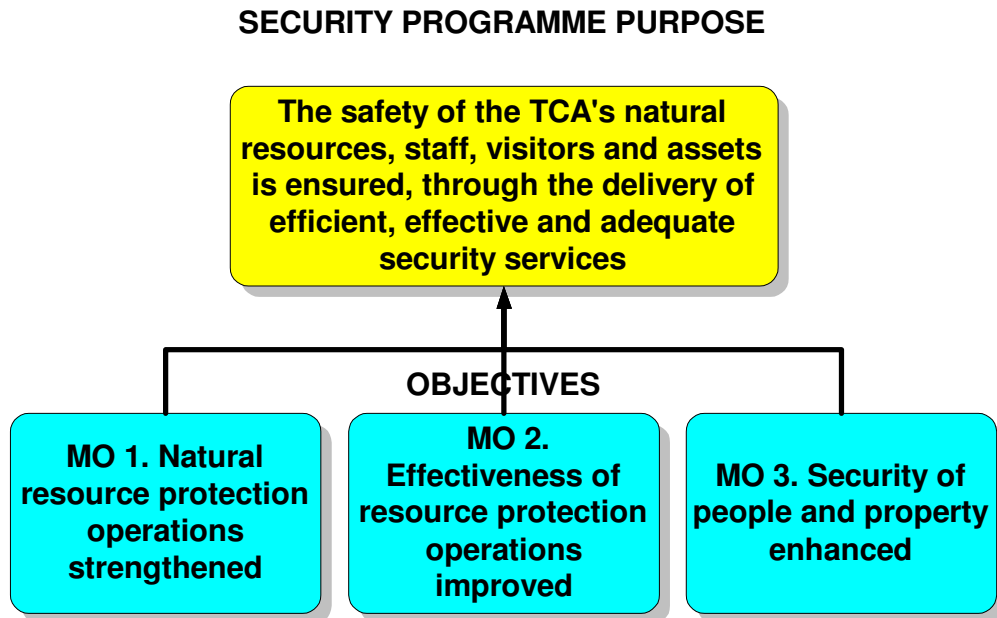 SECURITY PROGRAMME PURPOSE
The safety of the TCA's natural
resources, staff, visitors and assets
is ensured, through the delivery of
efficient, effective and adequate
security services
OBJECTIVES
MO 1. Natural
resource protection
operations
strengthened
MO 2.
Effectiveness of
resource protection
operations
improved
MO 3. Security of
people and property
enhanced